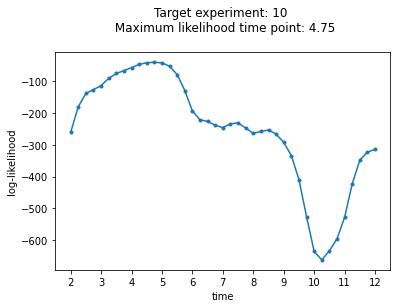 Target experiment: 10
Maximum likelihood time point: 4.75
−100
−200
−300
−400
−500
−600
log-likelihood
2 3 4 5 6 7 8 9 10 11 12
time